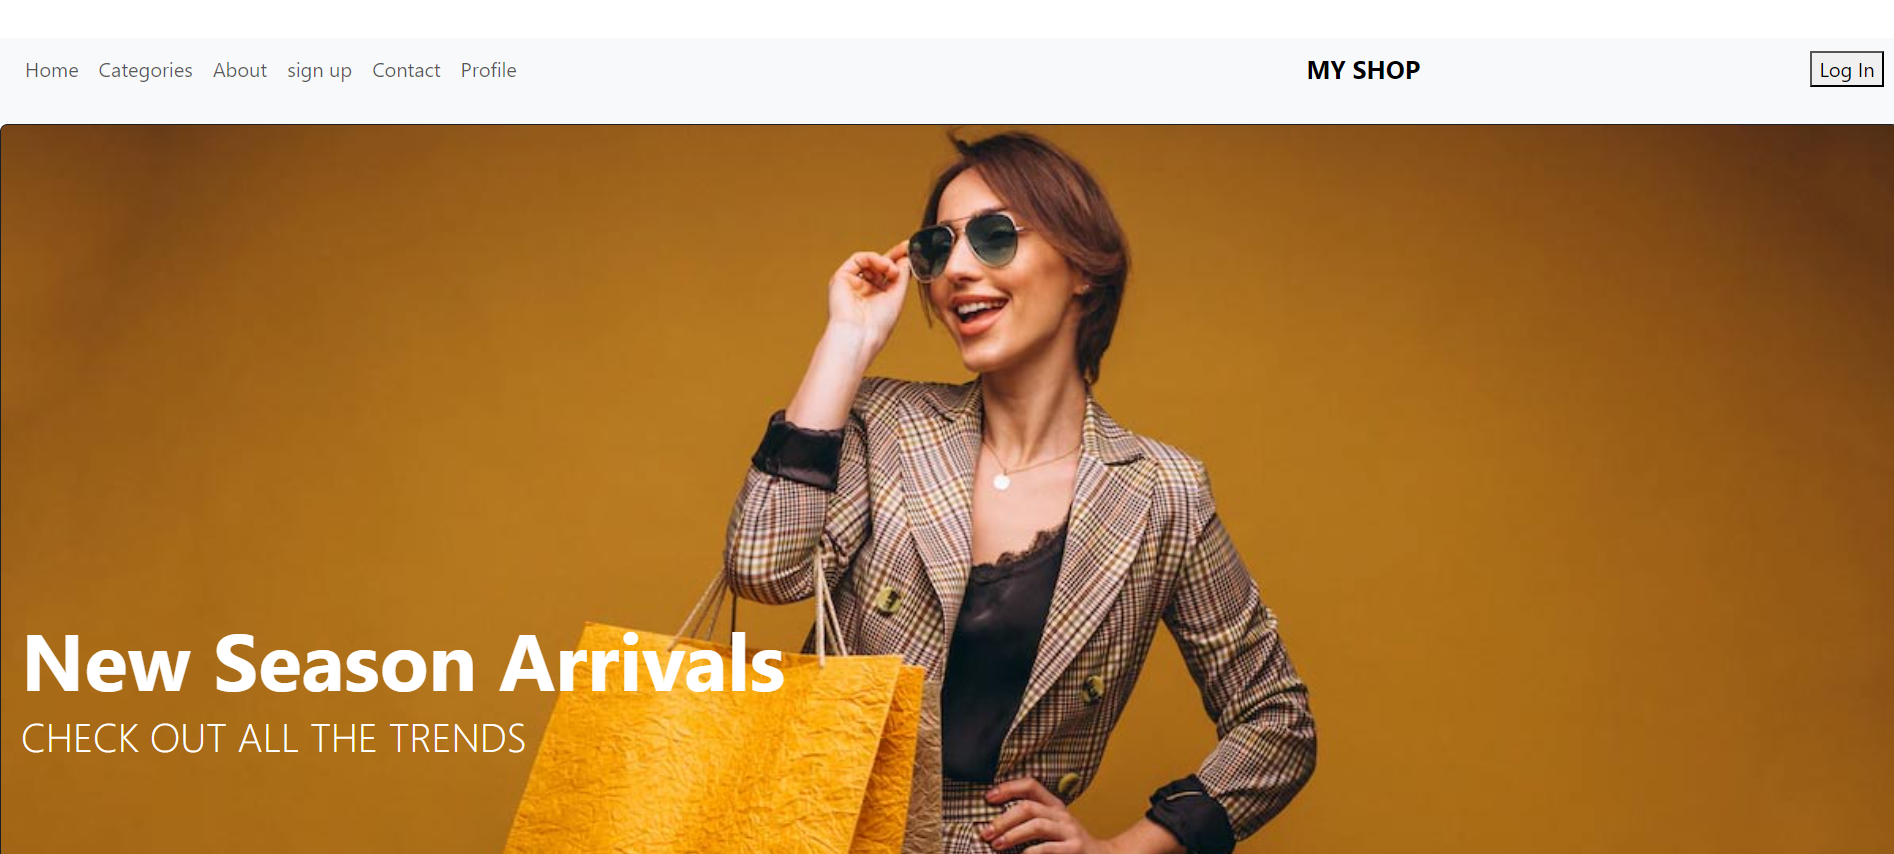 Home Categories About sign up Contact Profile MY SHOP Log In
New Season Arrivals
CHECK OUT ALL THE TRENDS